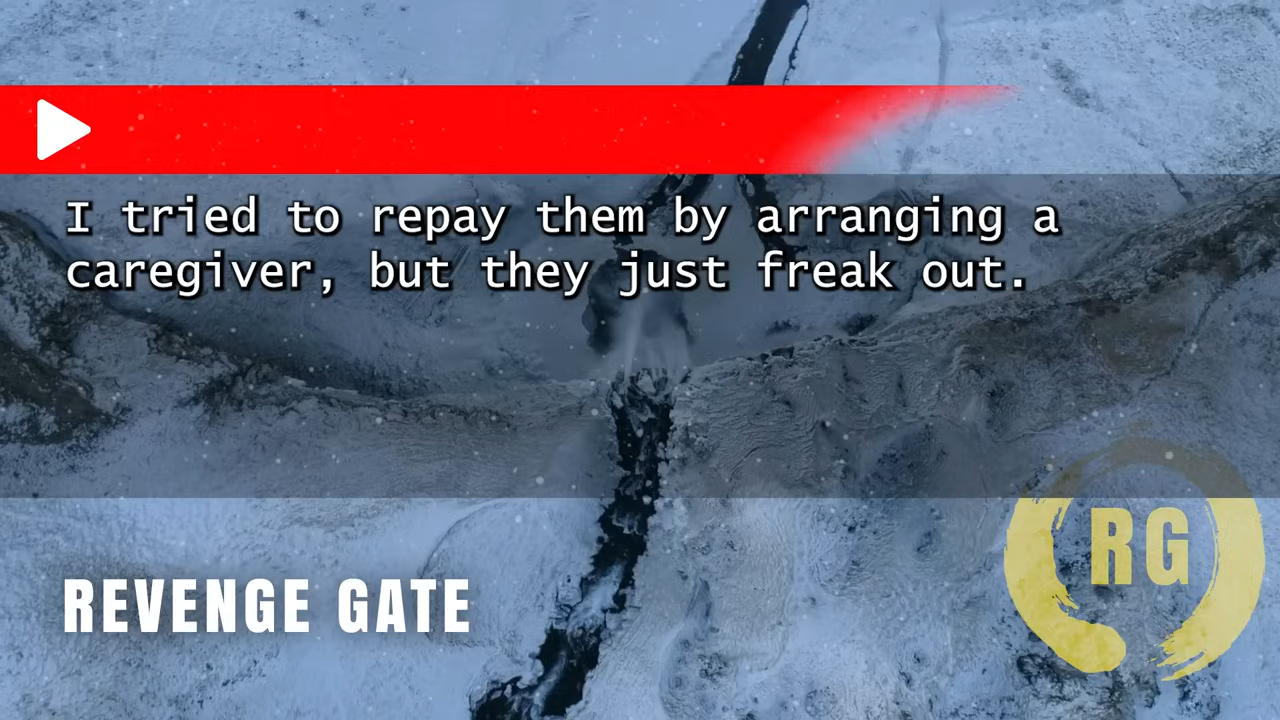 I tried to repay them by arranging a
caregiver, but they just freak out.
RG
REVENGE GATE